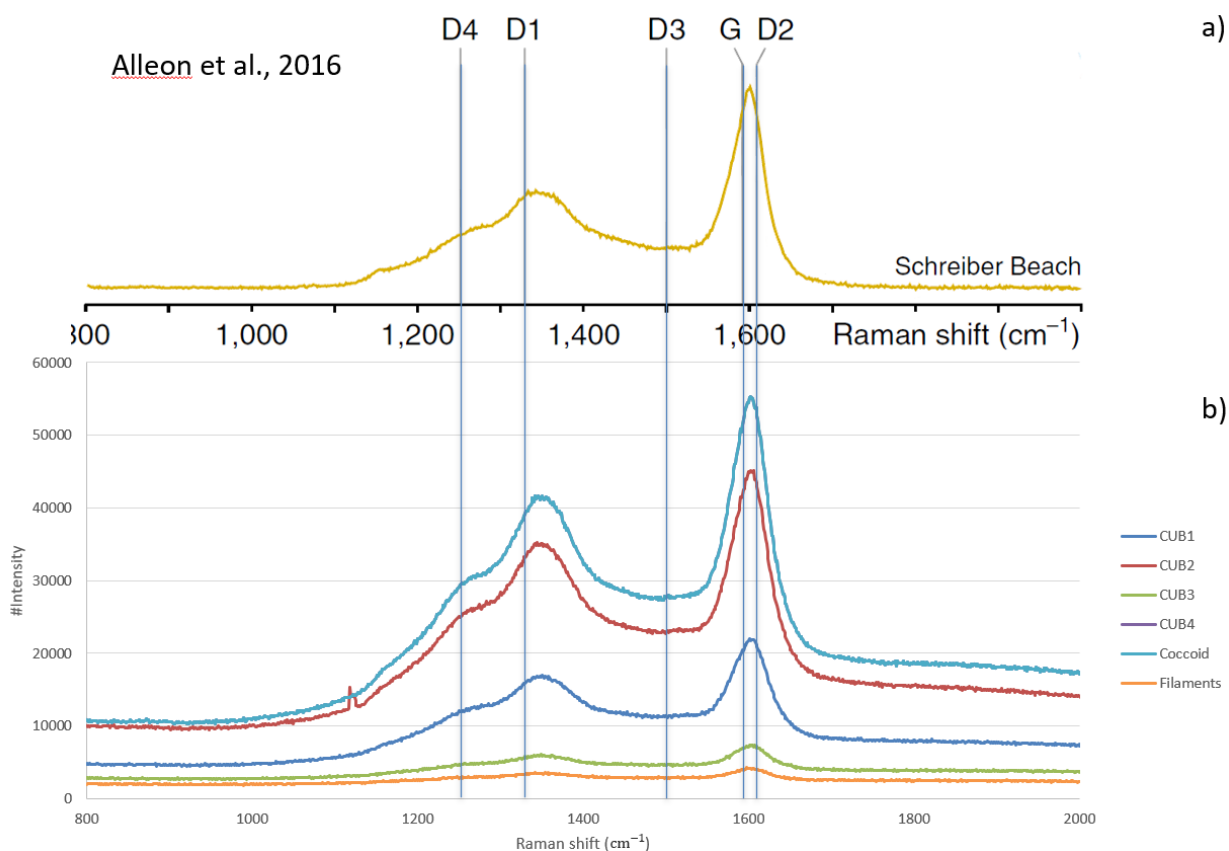 D4 D1 D3 G D2 a)
Alleon et al., 2016
Schreiber Beach
300 1,000 1,200 1,400 1,600 Raman shift (cm⁻¹) 2000
60000
b)
50000
40000
#Intensity
30000
20000
10000
0
CUB1
CUB2
CUB3
CUB4
Coccoid
Filaments
800 1000 1200 1400 1600 1800 2000
Raman shift (cm⁻¹)